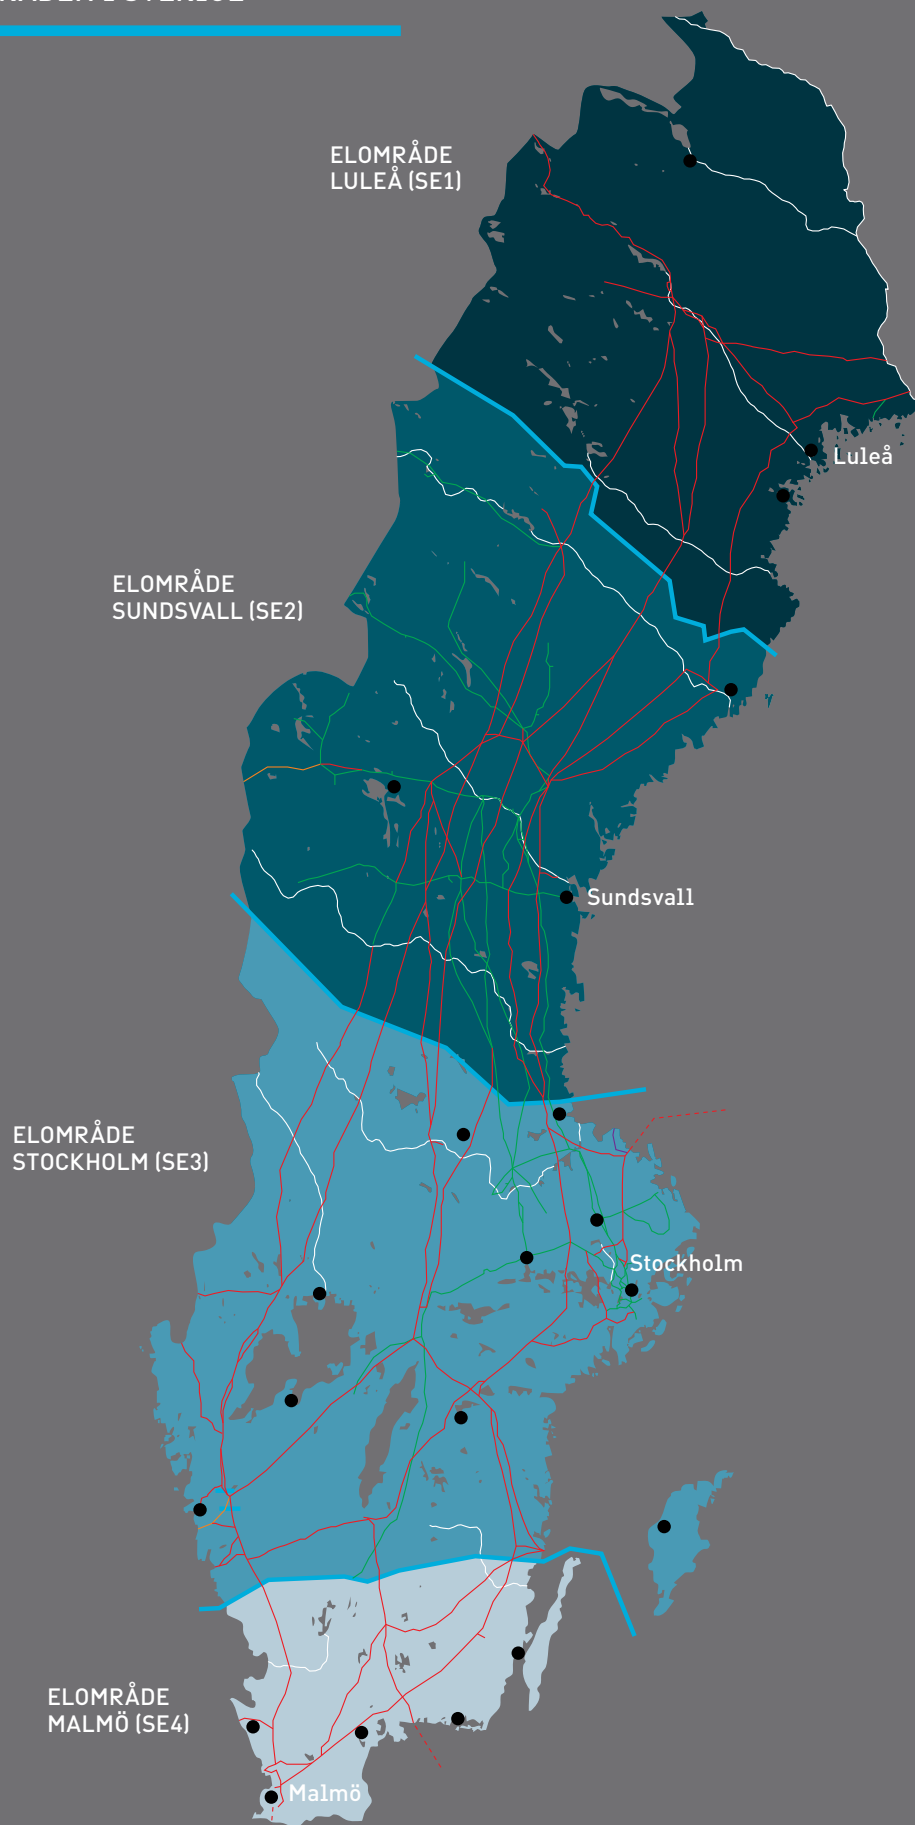 ELOMRÅDE
LULEÅ (SE1)
Luleå
ELOMRÅDE
SUNDSVALL (SE2)
Sundsvall
ELOMRÅDE
STOCKHOLM (SE3)
Stockholm
ELOMRÅDE
MALMÖ (SE4)
Malmö